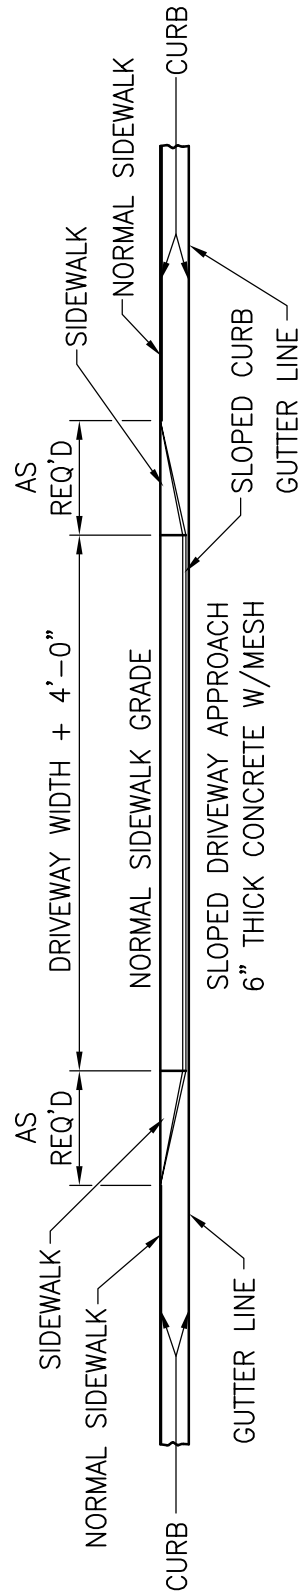 AS
REQ'D
DRIVEWAY WIDTH + 4'-0"
AS
REQ'D
SIDEWALK
SIDEWALK
NORMAL SIDEWALK
NORMAL SIDEWALK
NORMAL SIDEWALK GRADE
CURB
CURB
GUTTER LINE
SLOPED DRIVEWAY APPROACH
6" THICK CONCRETE W/MESH
SLOPED CURB
GUTTER LINE